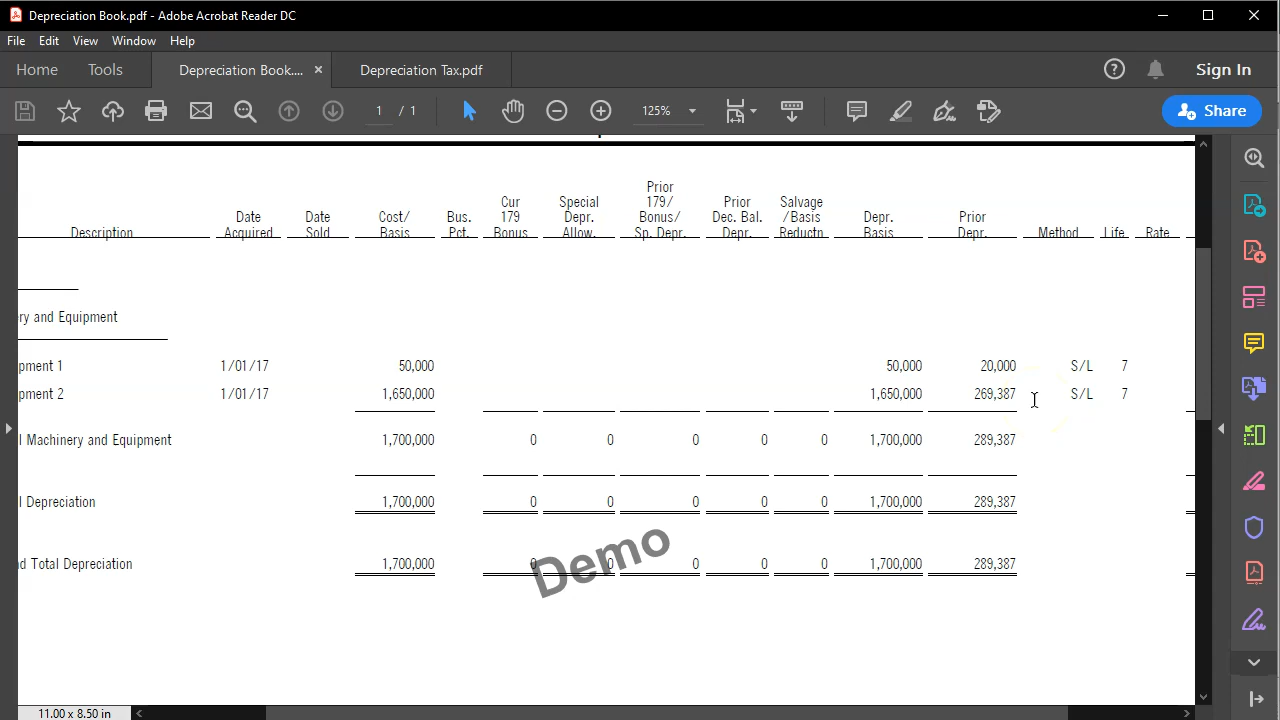 Depreciation Book.pdf - Adobe Acrobat Reader DC
File Edit View Window Help
Home Tools Depreciation Book.... × Depreciation Tax.pdf Sign In
1 / 1 125% Share
Prior
Cur Special 179/ Prior Salvage
Date Date Cost/ Bus. 179 Depr. Bonus/ Dec. Bal. /Basis Depr. Prior
Description Acquired Sold Basis Pct. Bonus Allow. Sp. Depr. Depr. Reductn Basis Depr. Method Life Rate
ry and Equipment
pment 1 1/01/17 50,000 50,000 20,000 S/L 7
pment 2 1/01/17 1,650,000 1,650,000 269,387 S/L 7
l Machinery and Equipment 1,700,000 0 0 0 0 0 1,700,000 289,387
l Depreciation 1,700,000 0 0 0 0 0 1,700,000 289,387
nd Total Depreciation 1,700,000 0 0 0 0 0 1,700,000 289,387
Demo
11.00 x 8.50 in